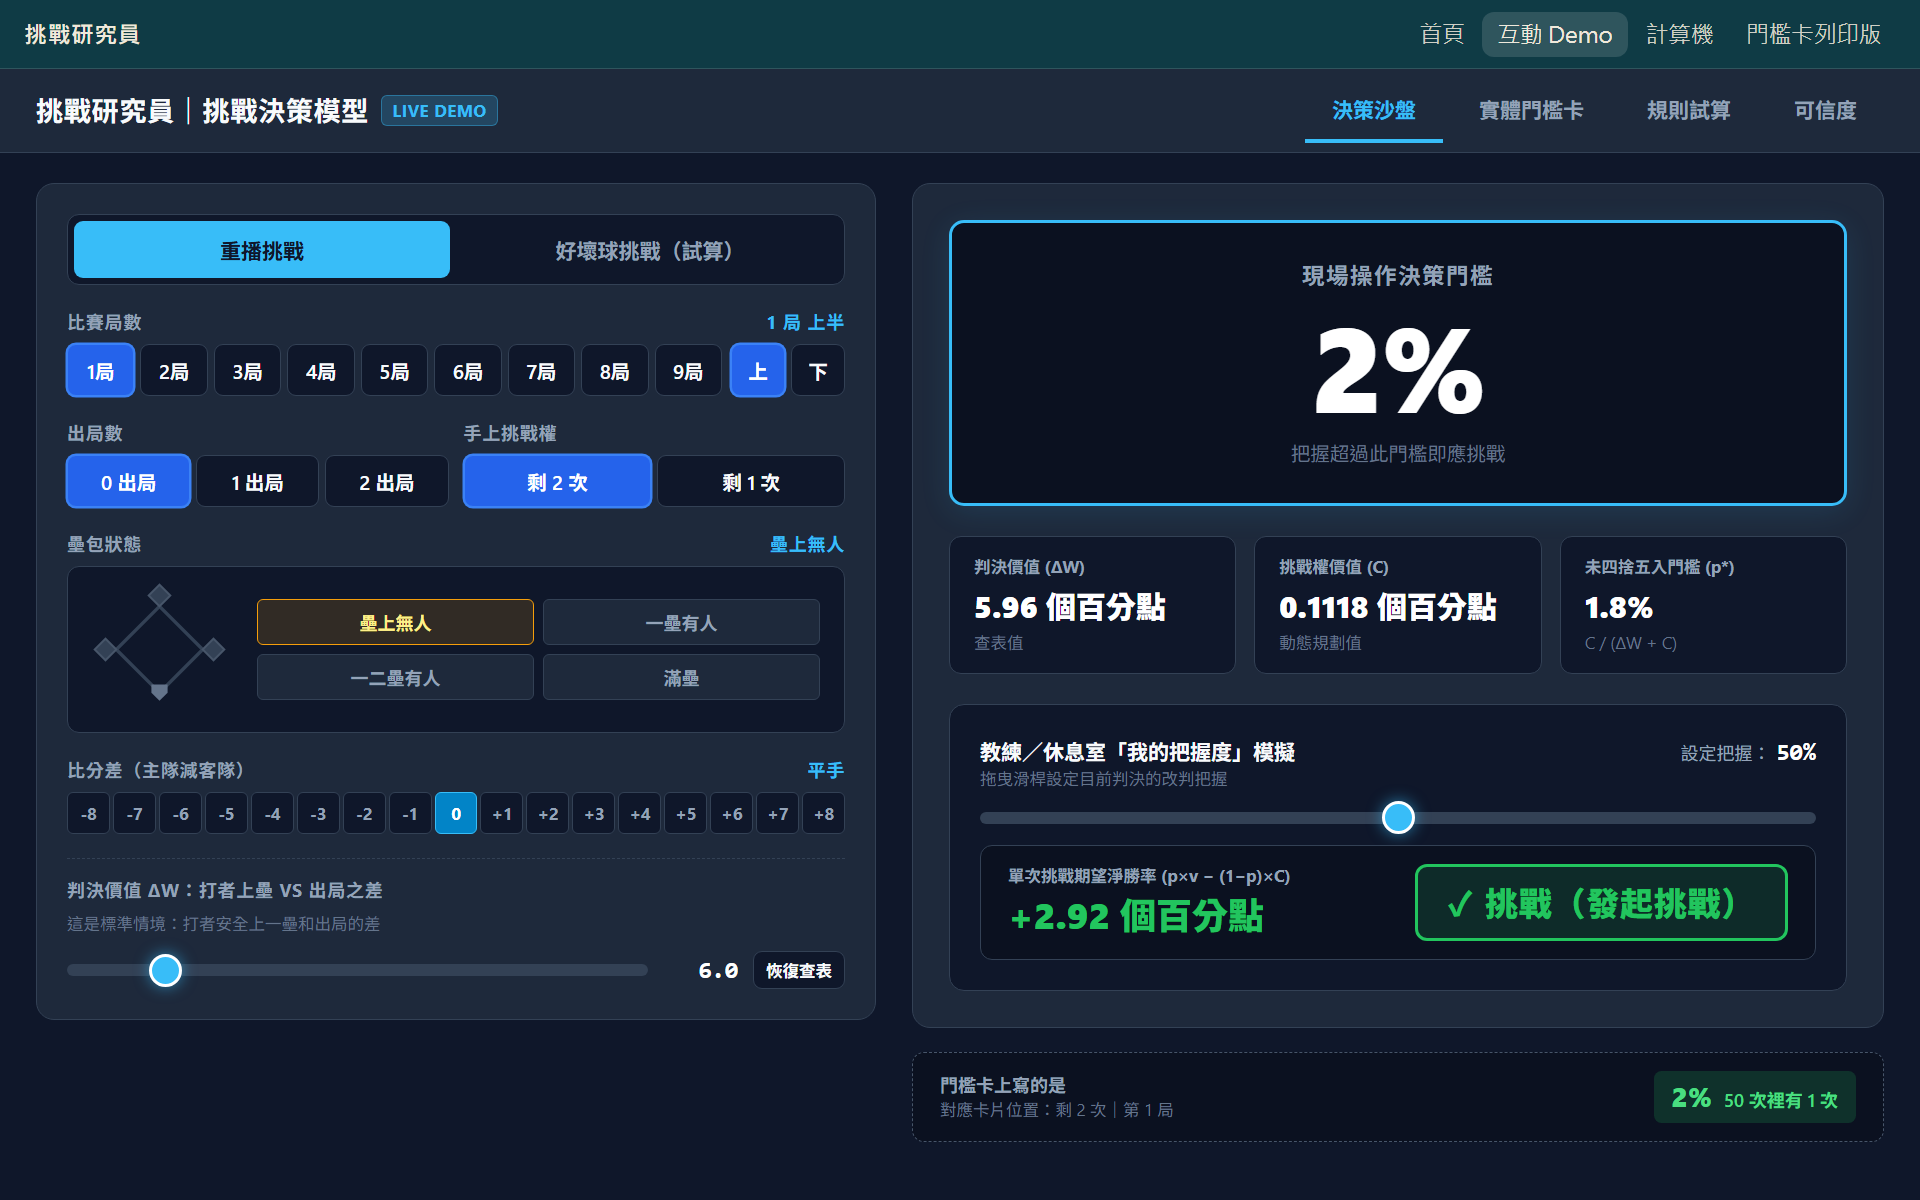 挑戰研究員
首頁 互動 Demo 計算機 門檻卡列印版
挑戰研究員｜挑戰決策模型 LIVE DEMO
決策沙盤 實體門檻卡 規則試算 可信度
重播挑戰 好壞球挑戰（試算）
比賽局數 1 局 上半
1局 2局 3局 4局 5局 6局 7局 8局 9局 上 下
出局數 手上挑戰權
0 出局 1 出局 2 出局 剩 2 次 剩 1 次
壘包狀態 壘上無人
壘上無人 一壘有人
一二壘有人 滿壘
比分差（主隊減客隊） 平手
-8 -7 -6 -5 -4 -3 -2 -1 0 +1 +2 +3 +4 +5 +6 +7 +8
判決價值 ΔW：打者上壘 VS 出局之差
這是標準情境：打者安全上一壘和出局的差
6.0 恢復查表
現場操作決策門檻
2%
把握超過此門檻即應挑戰
判決價值 (ΔW)
5.96 個百分點
查表值
挑戰權價值 (C)
0.1118 個百分點
動態規劃值
未四捨五入門檻 (p*)
1.8%
C / (ΔW + C)
教練／休息室「我的把握度」模擬 設定把握： 50%
拖曳滑桿設定目前判決的改判把握
單次挑戰期望淨勝率 (p×v − (1−p)×C)
+2.92 個百分點
✓ 挑戰（發起挑戰）
門檻卡上寫的是
對應卡片位置：剩 2 次｜第 1 局
2% 50 次裡有 1 次